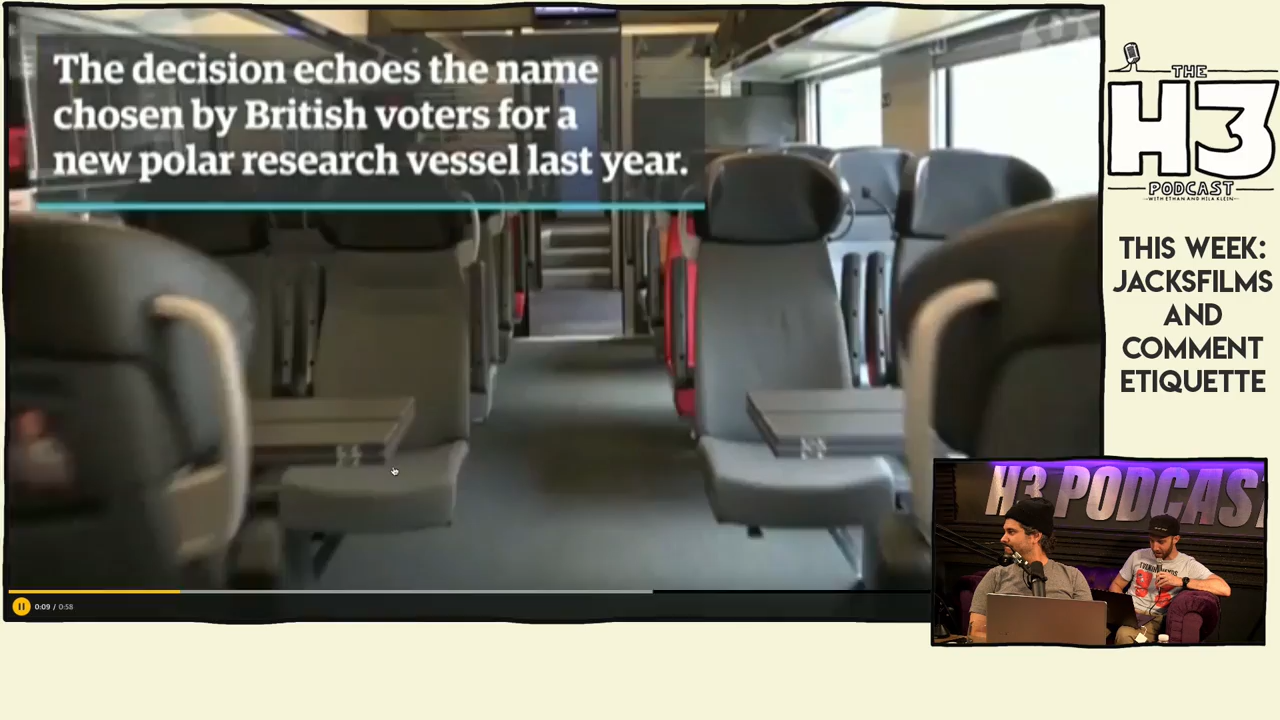 The decision echoes the name
chosen by British voters for a
new polar research vessel last year.
THE
H3
PODCAST
-WITH ETHAN AND HILA KLEIN-
THIS WEEK:
JACKSFILMS
AND
COMMENT
ETIQUETTE
H3 PODCAST
0:09 / 0:58